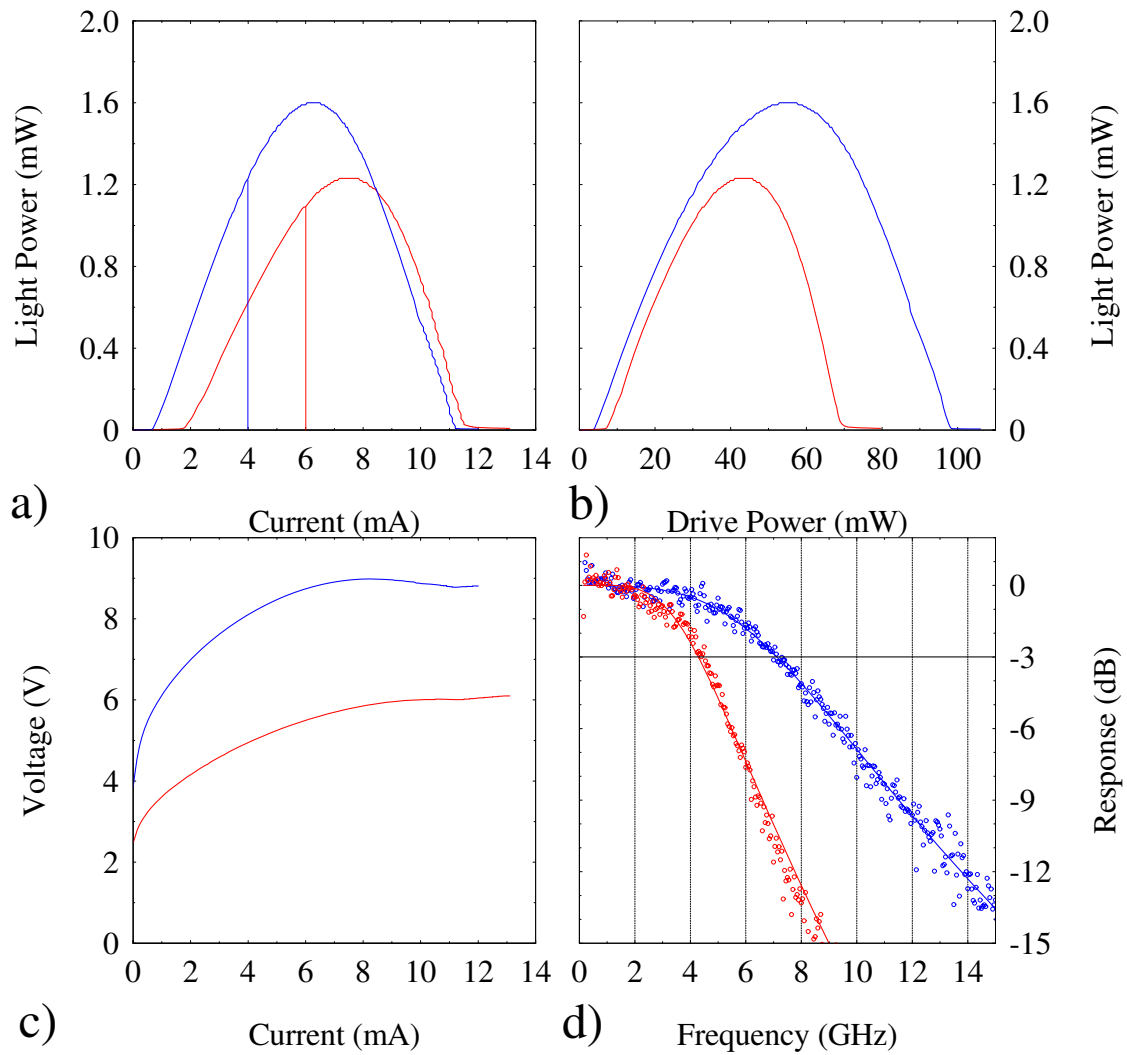 2.0
1.6
1.2
0.8
0.4
0
Light Power (mW)
0 2 4 6 8 10 12 14
a)
Current (mA)
2.0
1.6
1.2
0.8
0.4
0
Light Power (mW)
0 20 40 60 80 100
b)
Drive Power (mW)
10
8
6
4
2
0
Voltage (V)
0 2 4 6 8 10 12 14
c)
Current (mA)
0
-3
-6
-9
-12
-15
Response (dB)
0 2 4 6 8 10 12 14
d)
Frequency (GHz)